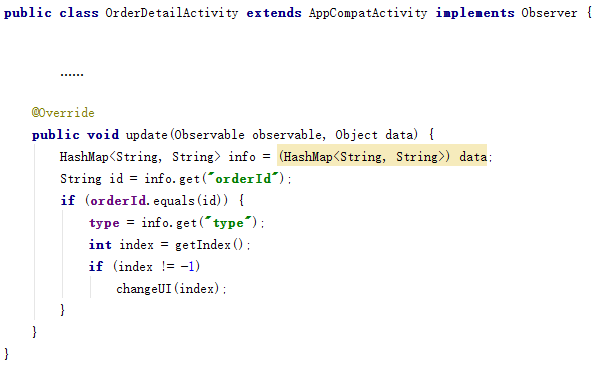 public class OrderDetailActivity extends AppCompatActivity implements Observer {
......
@Override
public void update(Observable observable, Object data) {
HashMap<String, String> info = (HashMap<String, String>) data;
String id = info.get("orderId");
if (orderId.equals(id)) {
type = info.get("type");
int index = getIndex();
if (index != -1)
changeUI(index);
}
}
}